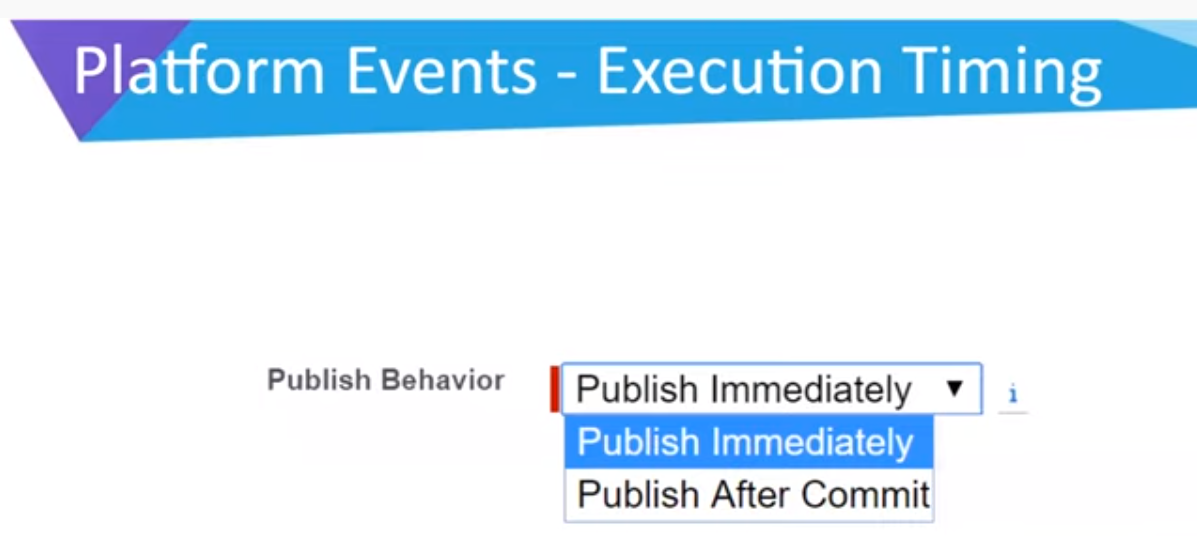 Platform Events - Execution Timing
Publish Behavior
Publish Immediately ▼ i
Publish Immediately
Publish After Commit